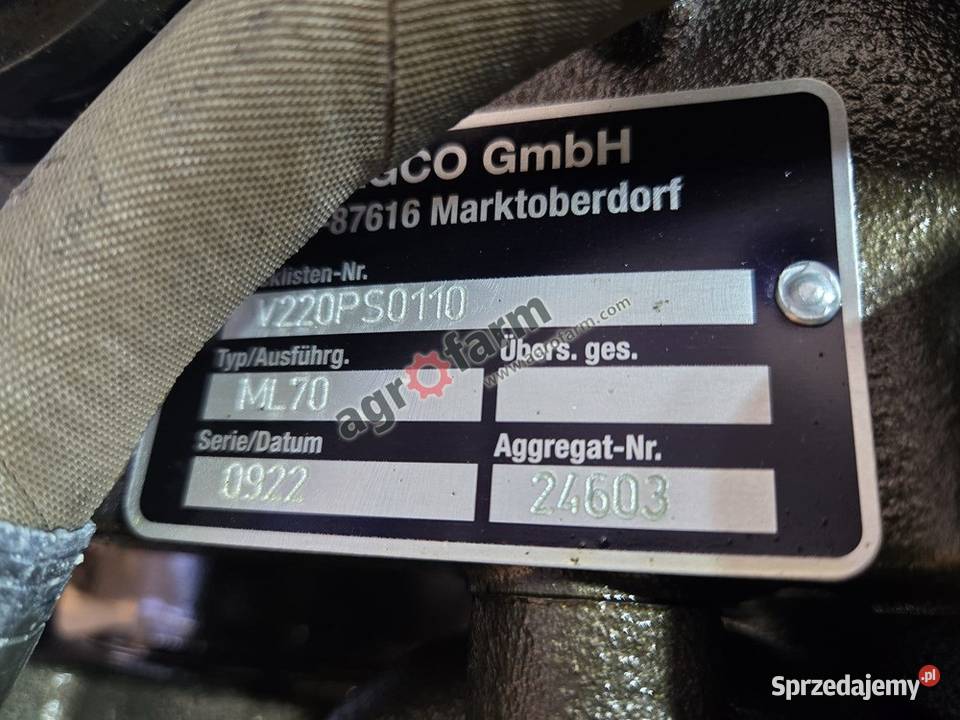 GCO GmbH
-87616 Marktoberdorf
klisten-Nr.
V220PS0110
Typ/Ausführg.
Übers. ges.
ML70
Serie/Datum
Aggregat-Nr.
0922
24603
agrofarm
www.agrofarm.com
Sprzedajemy.pl